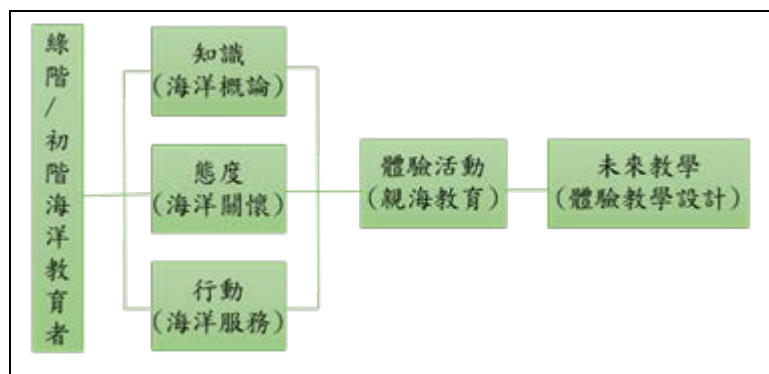 綠階/初階海洋教育者
知識
(海洋概論)
態度
(海洋關懷)
行動
(海洋服務)
體驗活動
(親海教育)
未來教學
(體驗教學設計)